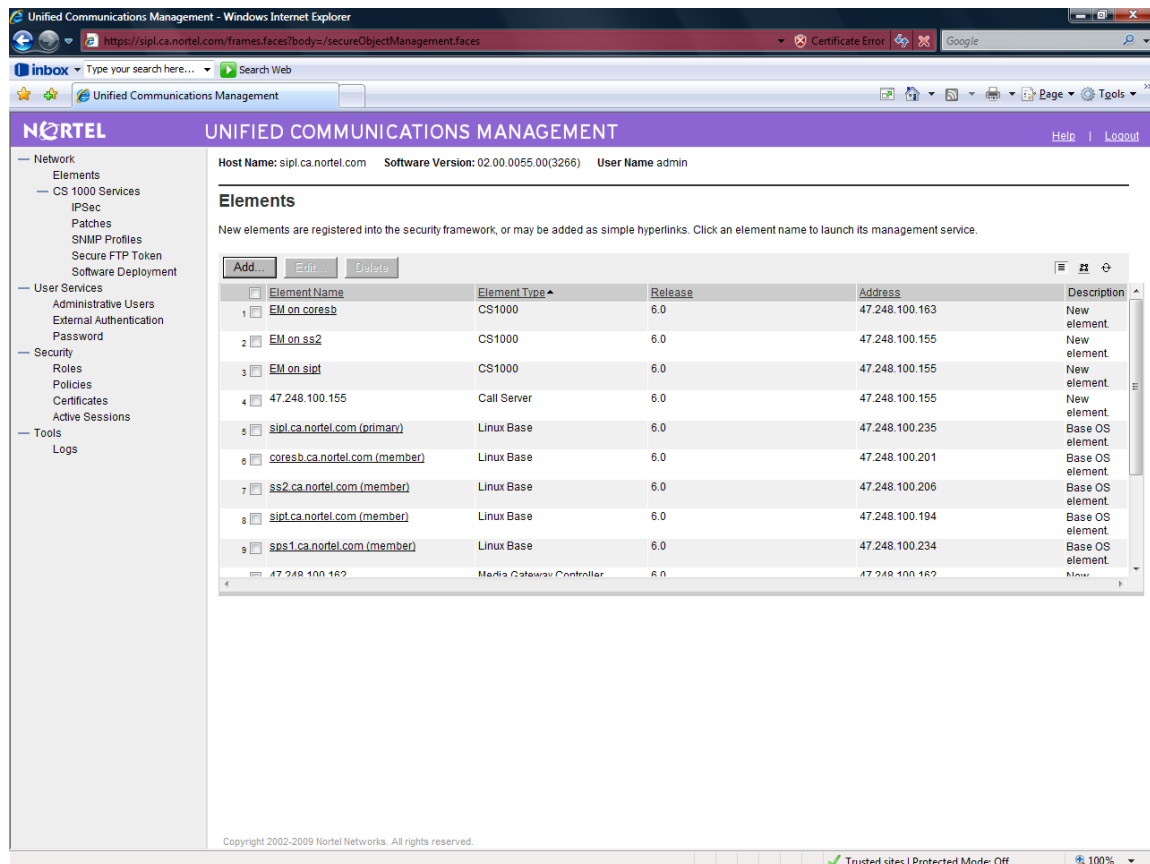 Unified Communications Management - Windows Internet Explorer
https://sipl.ca.nortel.com/frames.faces?body=/secureObjectManagement.faces
Certificate Error
Google
inbox
Type your search here...
Search Web
Unified Communications Management
Page
Tools
NORTEL
UNIFIED COMMUNICATIONS MANAGEMENT
Help | Logout
Network
Elements
CS 1000 Services
IPSec
Patches
SNMP Profiles
Secure FTP Token
Software Deployment
User Services
Administrative Users
External Authentication
Password
Security
Roles
Policies
Certificates
Active Sessions
Tools
Logs
Host Name: sipl.ca.nortel.com Software Version: 02.00.0055.00(3266) User Name admin
Elements
New elements are registered into the security framework, or may be added as simple hyperlinks. Click an element name to launch its management service.
Add... Edit... Delete
Element Name Element Type Release Address Description
1 EM on coresb CS1000 6.0 47.248.100.163 New
element.
2 EM on ss2 CS1000 6.0 47.248.100.155 New
element.
3 EM on sipt CS1000 6.0 47.248.100.155 New
element.
4 47.248.100.155 Call Server 6.0 47.248.100.155 New
element.
5 sipl.ca.nortel.com (primary) Linux Base 6.0 47.248.100.235 Base OS
element.
6 coresb.ca.nortel.com (member) Linux Base 6.0 47.248.100.201 Base OS
element.
7 ss2.ca.nortel.com (member) Linux Base 6.0 47.248.100.206 Base OS
element.
8 sipt.ca.nortel.com (member) Linux Base 6.0 47.248.100.194 Base OS
element.
9 sps1.ca.nortel.com (member) Linux Base 6.0 47.248.100.234 Base OS
element.
47.248.100.162 Media Gateway Controller 6.0 47.248.100.162 New
Copyright 2002-2009 Nortel Networks. All rights reserved.
Trusted sites | Protected Mode: Off
100%